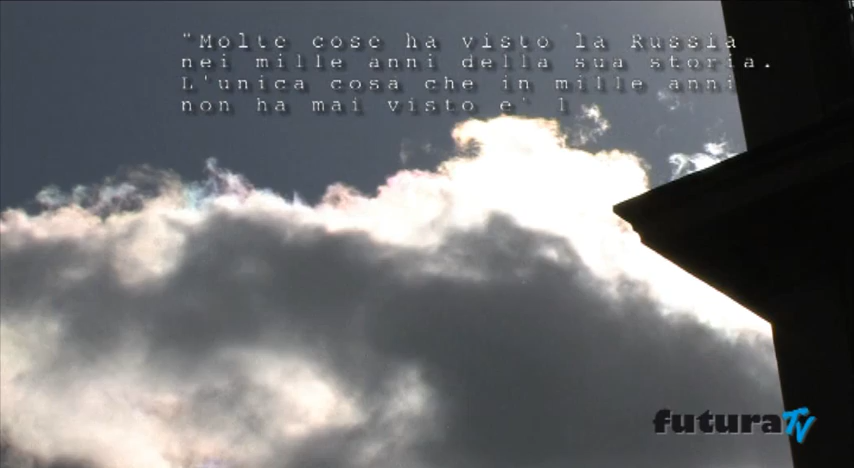 "Molte cose ha visto la Russia
nei mille anni della sua storia.
L'unica cosa che in mille anni
non ha mai visto e' l
futuraTV